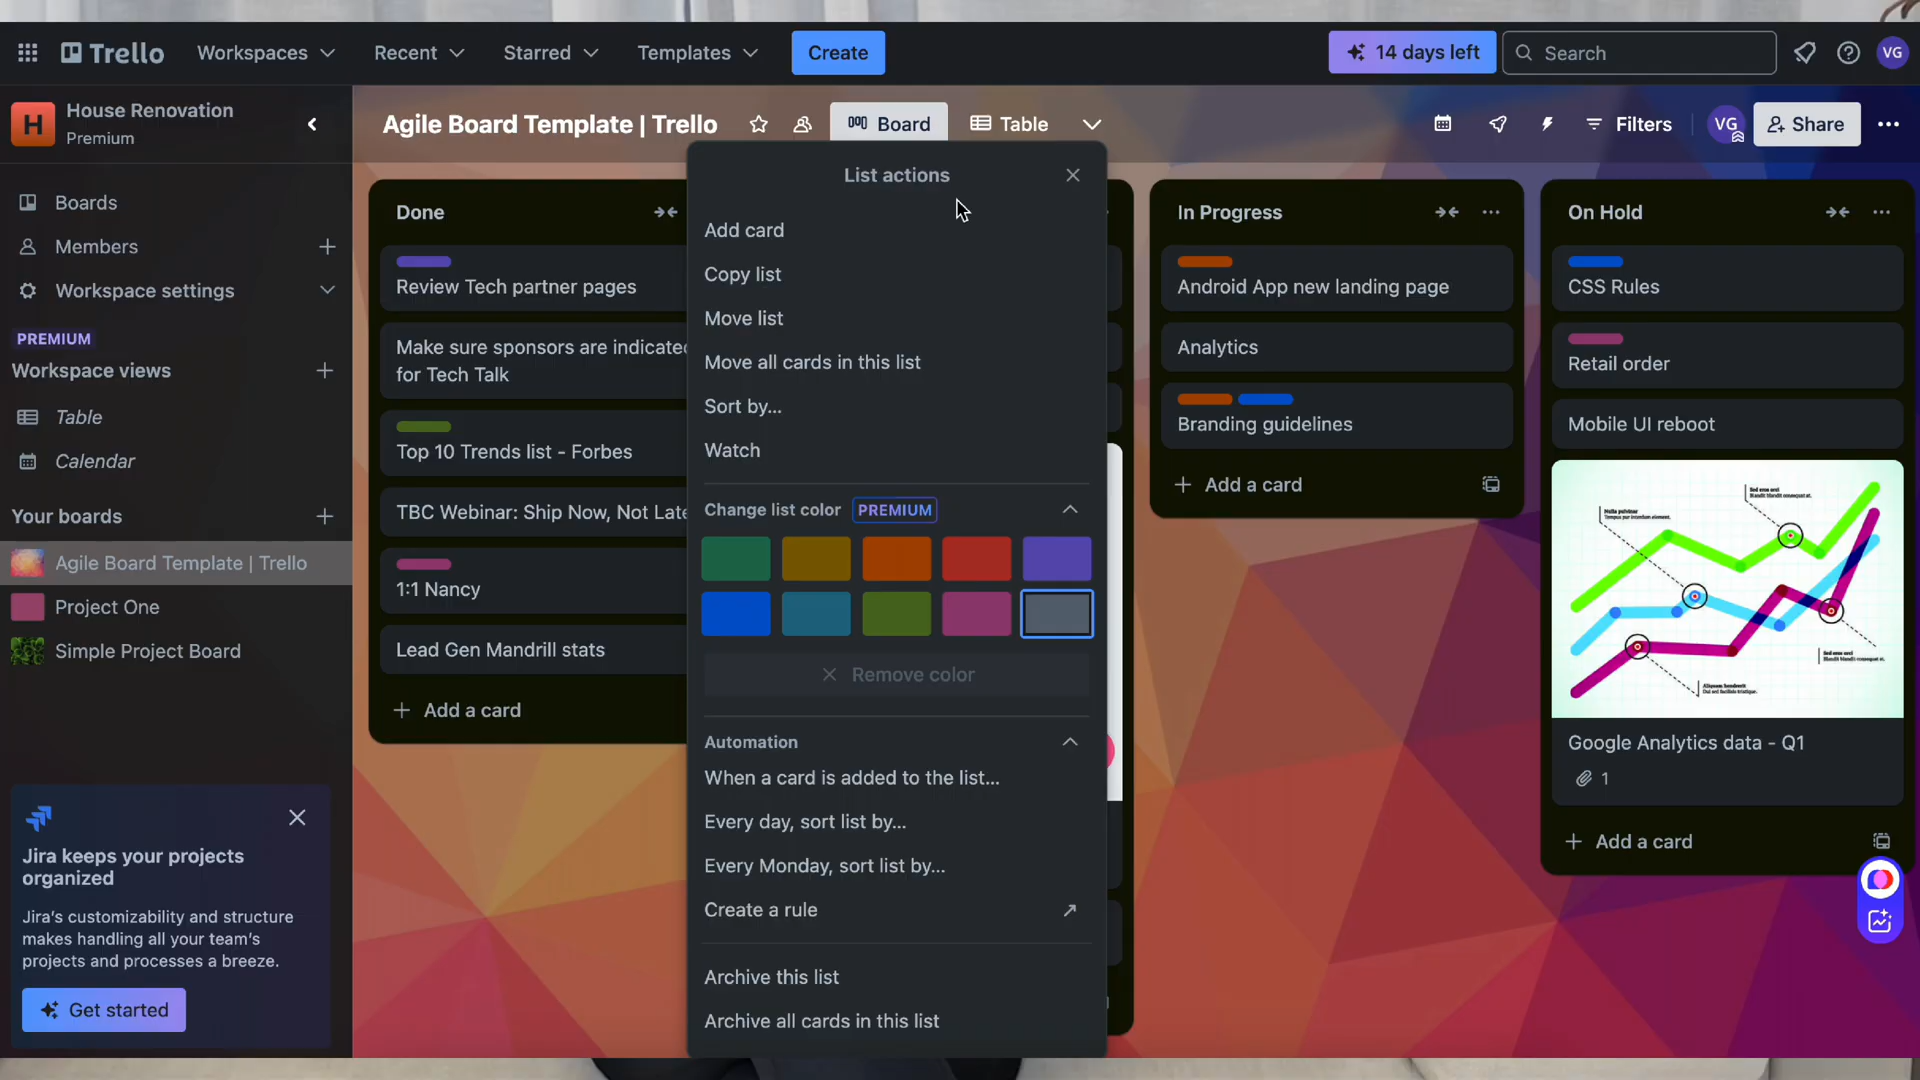 Trello
Workspaces
Recent
Starred
Templates
Create
14 days left
Search
VG
H
House Renovation
Premium
Boards
Members
Workspace settings
PREMIUM
Workspace views
Table
Calendar
Your boards
Agile Board Template | Trello
Project One
Simple Project Board
Jira keeps your projects
organized
Jira's customizability and structure
makes handling all your team's
projects and processes a breeze.
Get started
Agile Board Template | Trello
Board
Table
Filters
VG
Share
Done
Review Tech partner pages
Make sure sponsors are indicated
for Tech Talk
Top 10 Trends list - Forbes
TBC Webinar: Ship Now, Not Late
1:1 Nancy
Lead Gen Mandrill stats
Add a card
List actions
Add card
Copy list
Move list
Move all cards in this list
Sort by...
Watch
Change list color PREMIUM
Remove color
Automation
When a card is added to the list...
Every day, sort list by...
Every Monday, sort list by...
Create a rule
Archive this list
Archive all cards in this list
In Progress
Android App new landing page
Analytics
Branding guidelines
Add a card
On Hold
CSS Rules
Retail order
Mobile UI reboot
Google Analytics data - Q1
1
Add a card